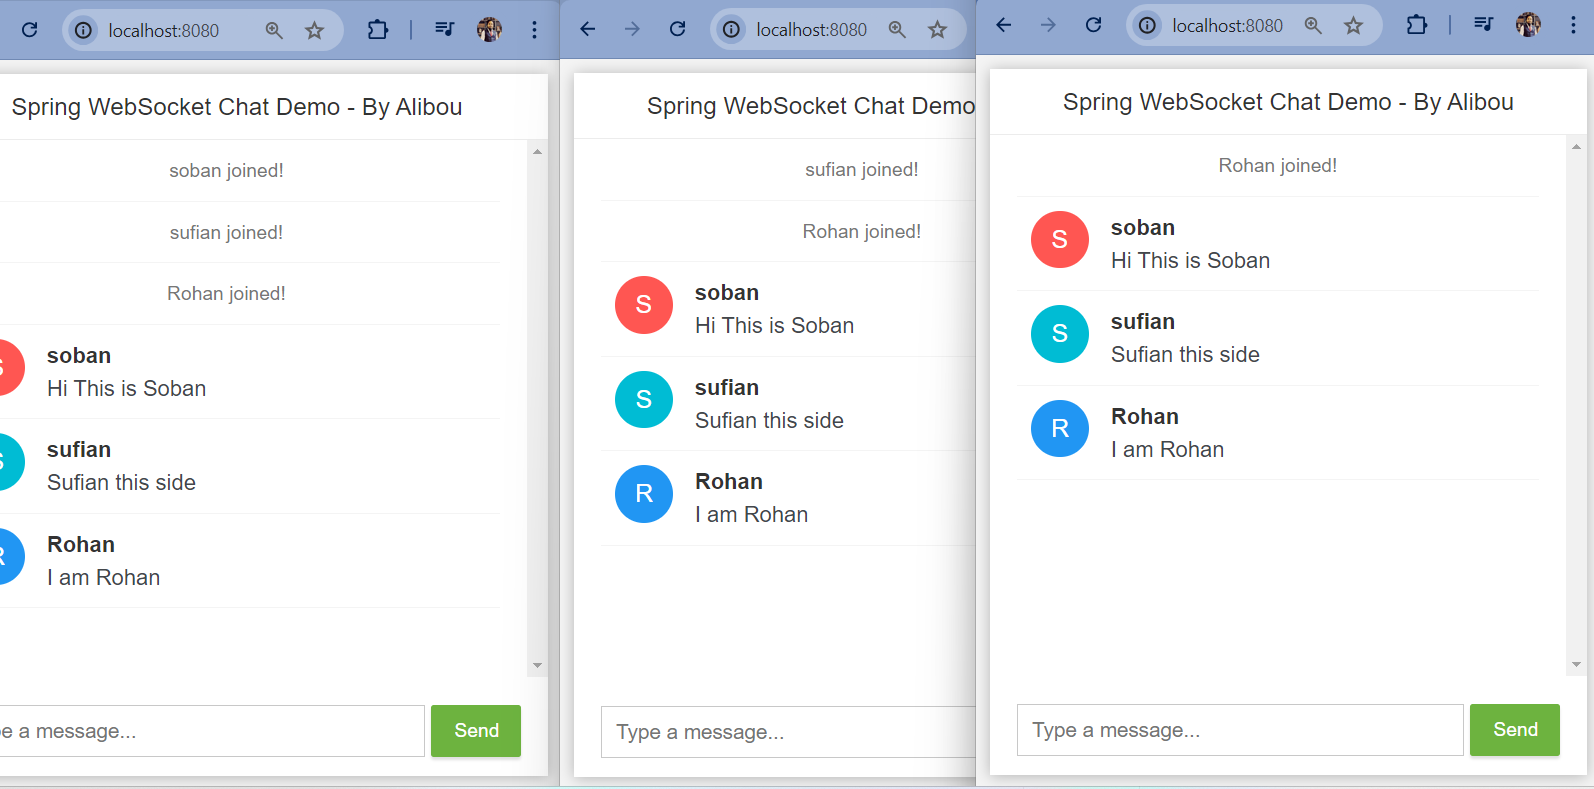 localhost:8080
Spring WebSocket Chat Demo - By Alibou
soban joined!
sufian joined!
Rohan joined!
S
soban
Hi This is Soban
S
sufian
Sufian this side
R
Rohan
I am Rohan
e a message...
Send
localhost:8080
Spring WebSocket Chat Demo
sufian joined!
Rohan joined!
S
soban
Hi This is Soban
S
sufian
Sufian this side
R
Rohan
I am Rohan
Type a message...
localhost:8080
Spring WebSocket Chat Demo - By Alibou
Rohan joined!
S
soban
Hi This is Soban
S
sufian
Sufian this side
R
Rohan
I am Rohan
Type a message...
Send